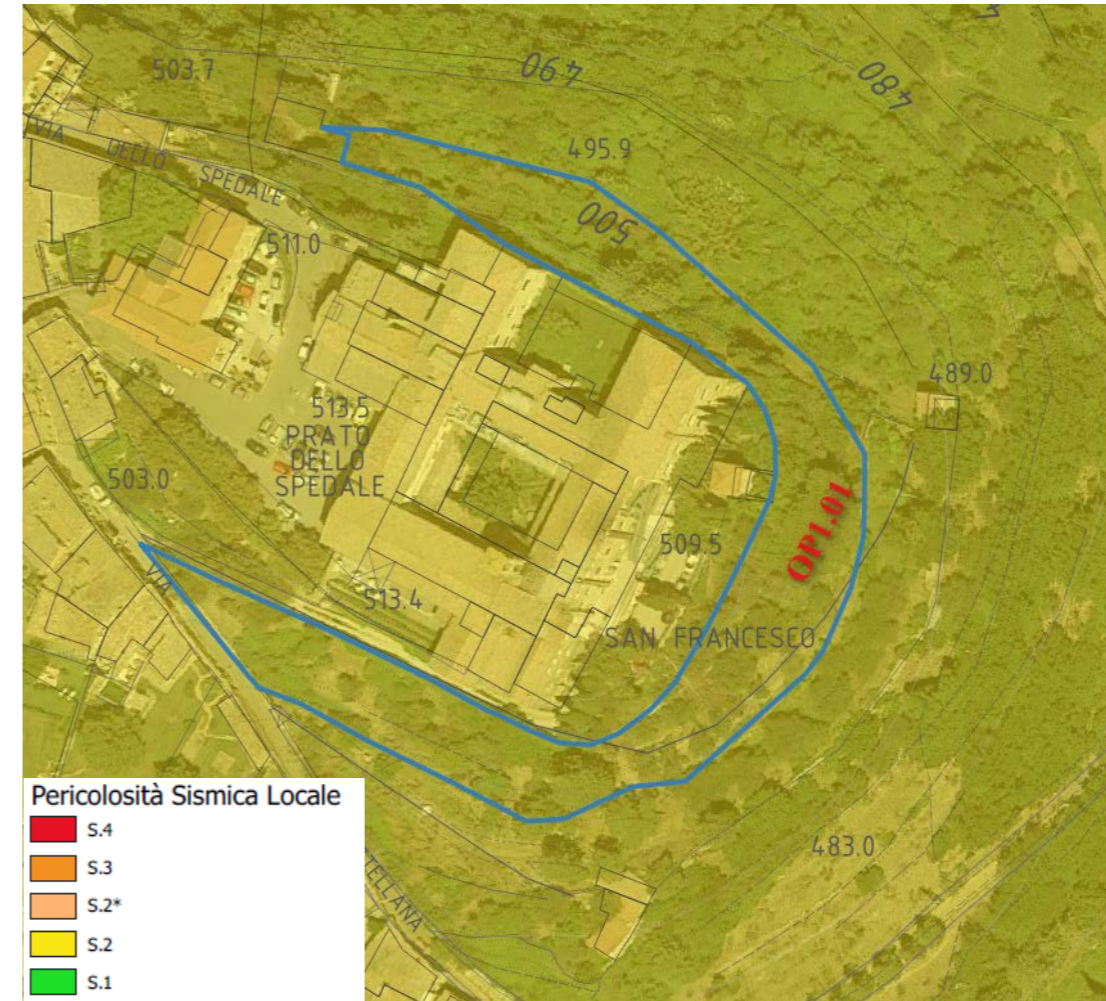 503.7
490
480
VIA DELLO SPEDALE
495.9
500
511.0
489.0
513.5
PRATO
DELLO
SPEDALE
503.0
OP1.01
509.5
VIA
513.4
SAN FRANCESCO
483.0
TELLANA
Pericolosità Sismica Locale
S.4
S.3
S.2*
S.2
S.1